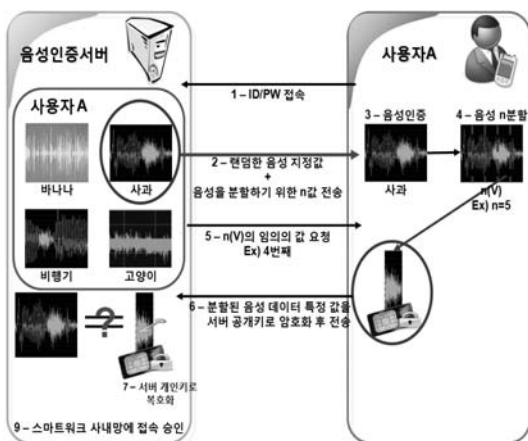 음성인증서버
사용자A
사용자A
바나나
사과
비행기
고양이
1 – ID/PW 접속
2 – 랜덤한 음성 지정값
+
음성을 분할하기 위한 n값 전송
3 – 음성인증
4 – 음성 n분할
사과
n(V)
Ex) n=5
5 – n(V)의 임의의 값 요청
Ex) 4번째
6 – 분할된 음성 데이터 특정 값을
서버 공개키로 암호화 후 전송
?
7 – 서버 개인키로
복호화
9 – 스마트워크 사내망에 접속 승인